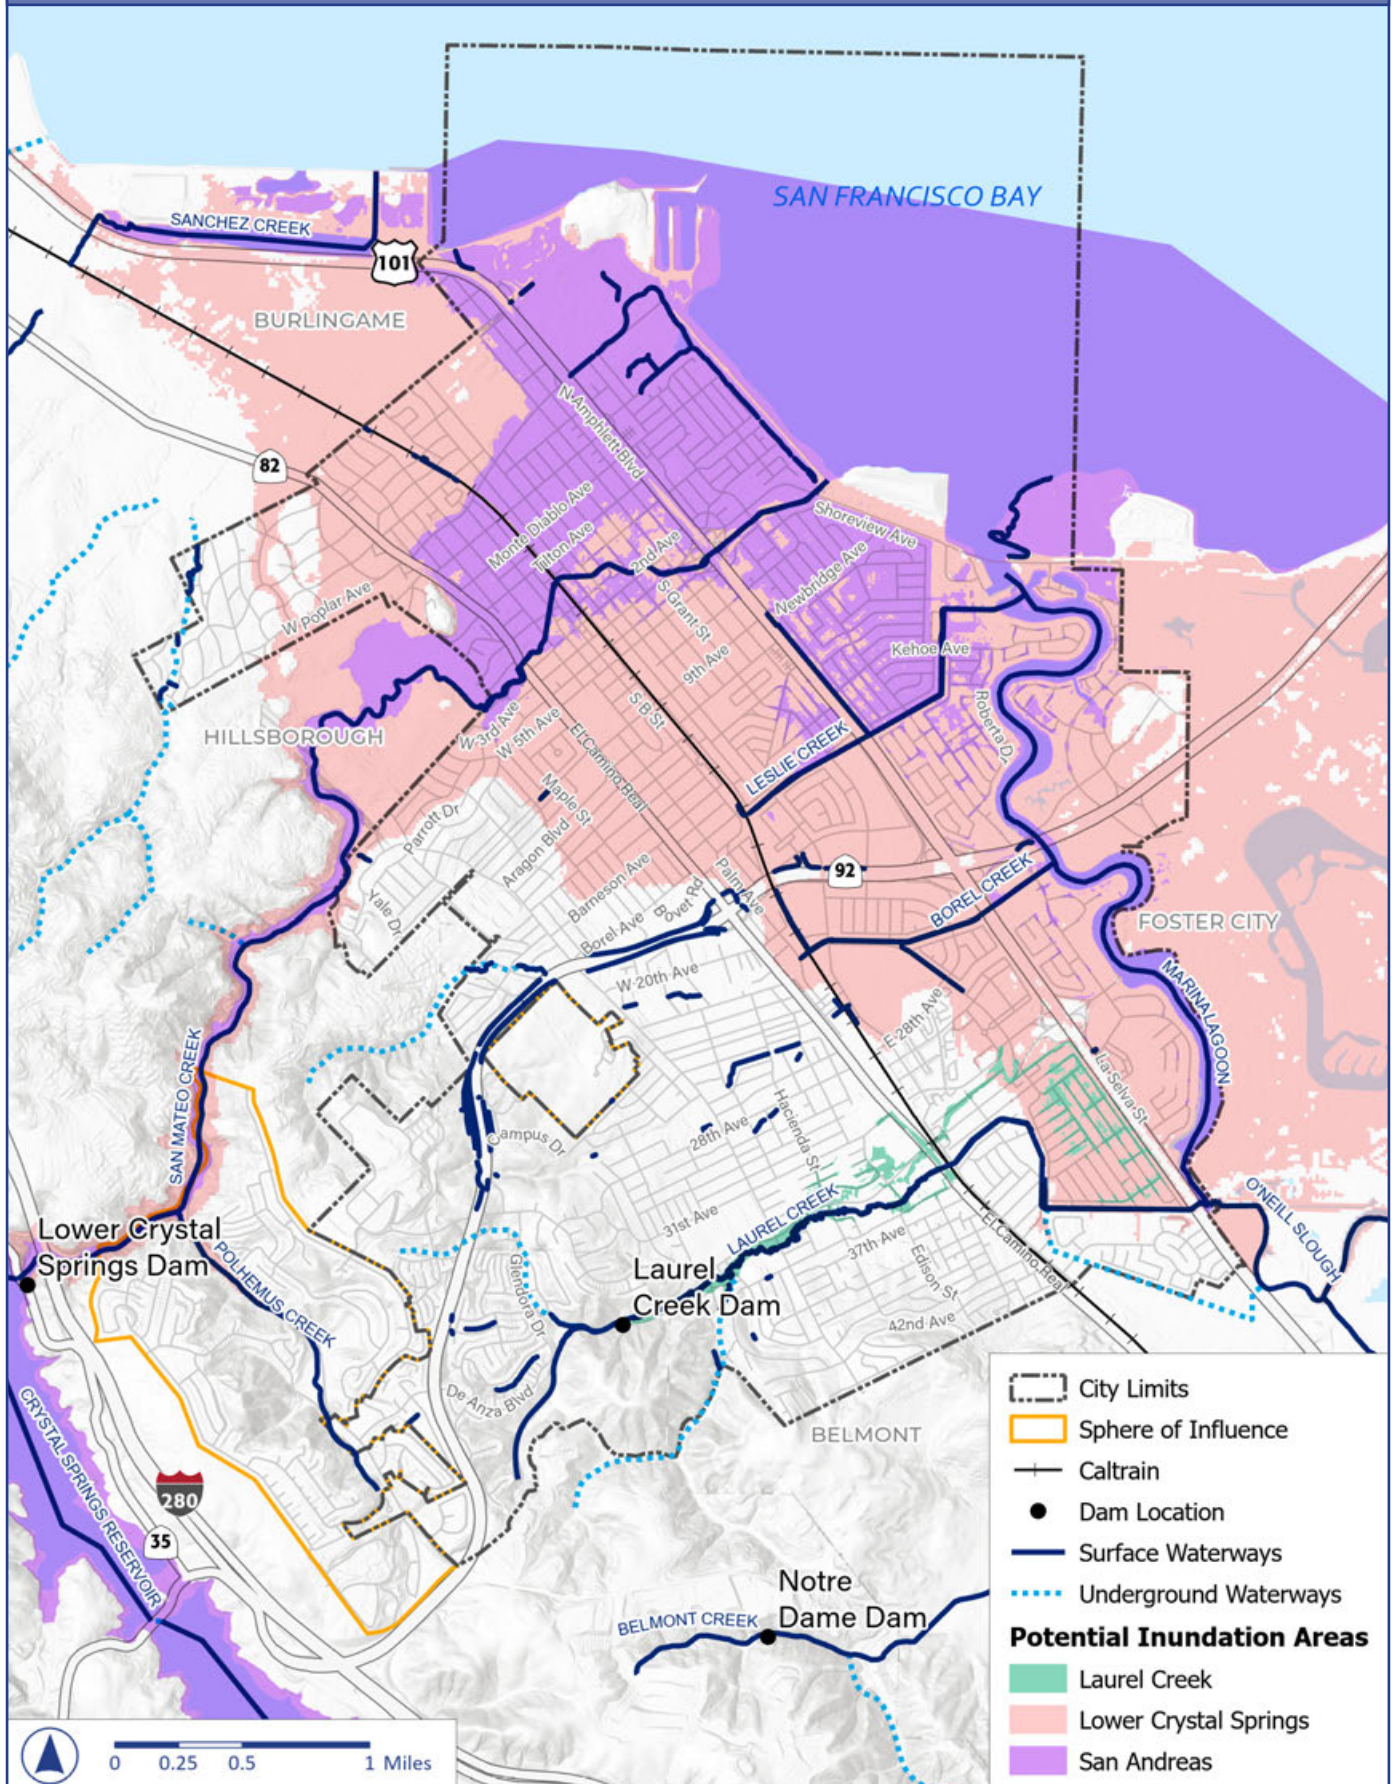 SAN FRANCISCO BAY
SANCHEZ CREEK
101
BURLINGAME
N Amphlett Blvd
82
Monte Diablo Ave
Tilton Ave
2nd Ave
Shoreview Ave
Newbridge Ave
W Poplar Ave
S Grant St
9th Ave
Kehoe Ave
Roberta Dr
S B St
HILLSBOROUGH
W 3rd Ave
W 5th Ave
El Camino Real
LESLIE CREEK
Maple St
Parrott Dr
Aragon Blvd
Barneson Ave
Palm Ave
92
Yale Dr
Bovet Rd
Borel Ave
BOREL CREEK
FOSTER CITY
W 20th Ave
MARINA LAGOON
E 28th Ave
SAN MATEO CREEK
La Selva St
Campus Dr
28th Ave
Hacienda St
31st Ave
LAUREL CREEK
37th Ave
Edison St
El Camino Real
O'NEILL SLOUGH
Lower Crystal
Springs Dam
POLHEMUS CREEK
Glendora Dr
Laurel
Creek Dam
42nd Ave
De Anza Blvd
BELMONT
CRYSTAL SPRINGS RESERVOIR
280
35
Notre
Dame Dam
BELMONT CREEK
City Limits
Sphere of Influence
Caltrain
Dam Location
Surface Waterways
Underground Waterways
Potential Inundation Areas
Laurel Creek
Lower Crystal Springs
San Andreas
0 0.25 0.5 1 Miles